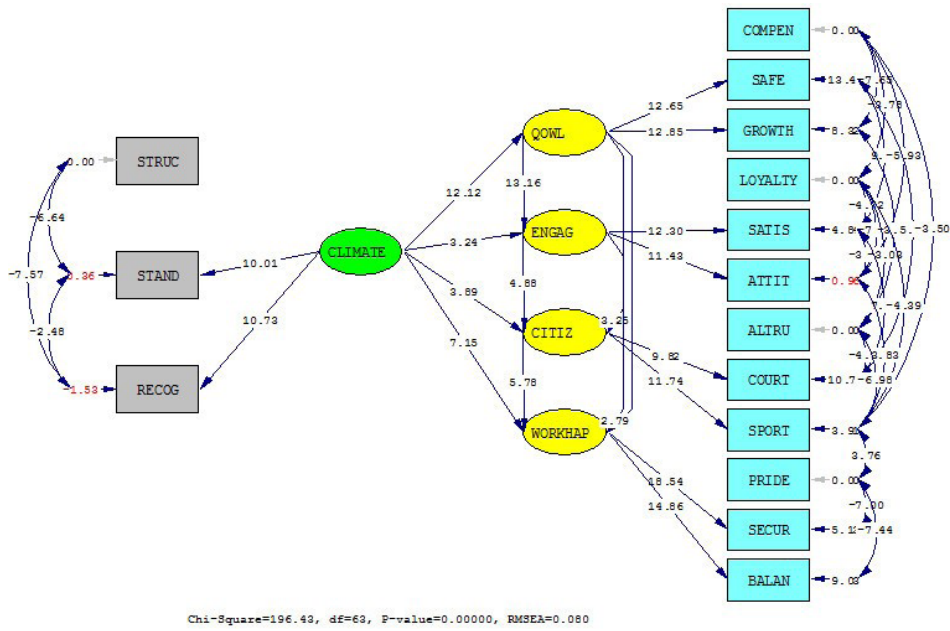 COMPEN
0.00
SAFE
-7.65
12.65
-3.78
GROWTH
8.32
QOWL
12.85
STRUC
0.00
-5.93
13.16
LOYALTY
0.00
12.12
-6.64
ENGAG
12.30
SATIS
-3.50
3.24
11.43
CLIMATE
10.01
STAND
-7.57
4.88
ATTIT
3.89
-4.39
10.73
3.25
ALTRU
0.00
-2.48
CITIZ
7.15
9.82
COURT
-6.98
5.78
11.74
RECOG
-1.53
2.79
SPORT
WORKHAP
3.76
18.54
PRIDE
0.00
14.86
-7.00
SECUR
-7.44
BALAN
9.03
Chi-Square=196.43, df=63, P-value=0.00000, RMSEA=0.080